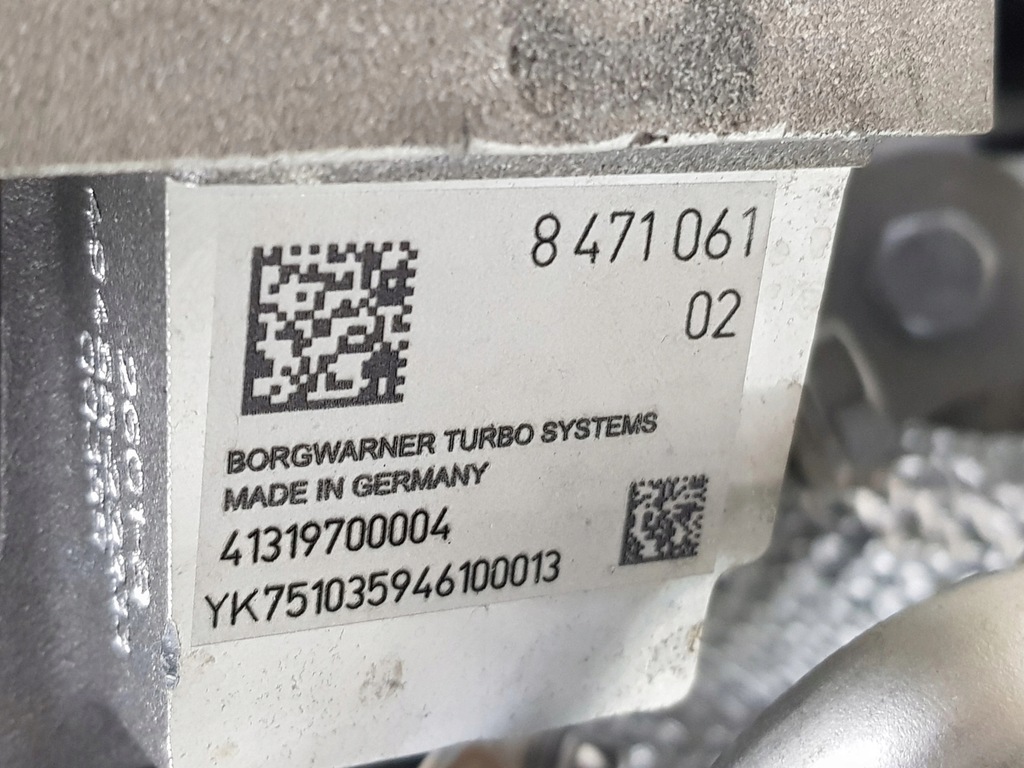 8 471 061
02
BORGWARNER TURBO SYSTEMS
MADE IN GERMANY
41319700004
YK751035946100013